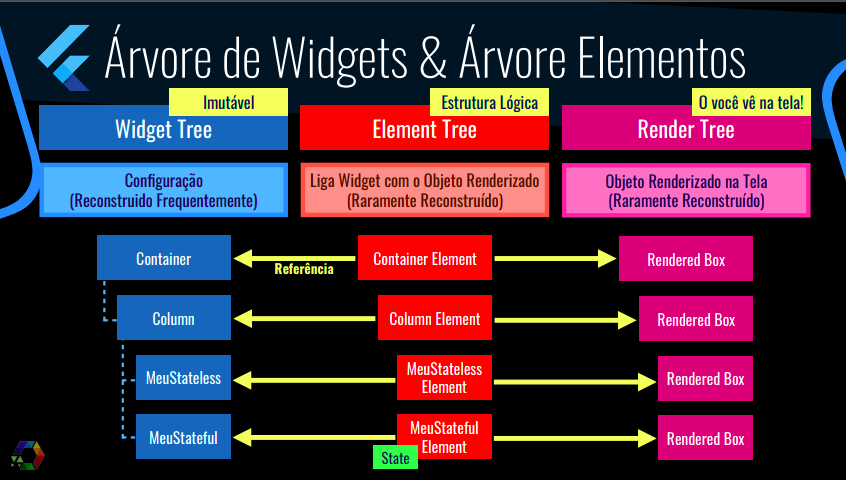 Árvore de Widgets & Árvore Elementos
Imutável
Estrutura Lógica
O você vê na tela!
Widget Tree
Element Tree
Render Tree
Configuração
(Reconstruido Frequentemente)
Liga Widget com o Objeto Renderizado
(Raramente Reconstruído)
Objeto Renderizado na Tela
(Raramente Reconstruído)
Container
Referência
Container Element
Rendered Box
Column
Column Element
Rendered Box
MeuStateless
MeuStateless
Element
Rendered Box
MeuStateful
MeuStateful
Element
State
Rendered Box